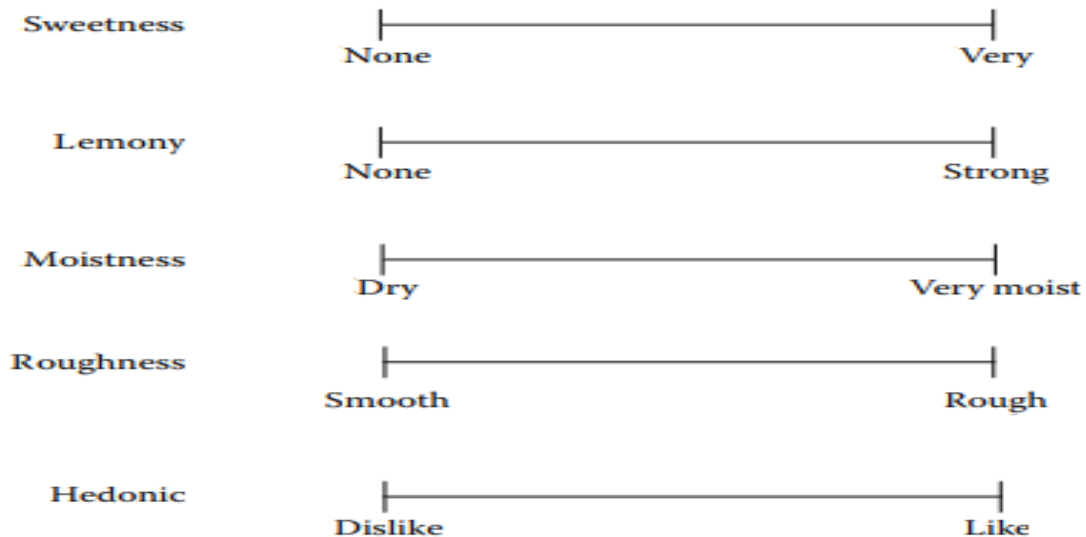 Sweetness
None Very
Lemony
None Strong
Moistness
Dry Very moist
Roughness
Smooth Rough
Hedonic
Dislike Like